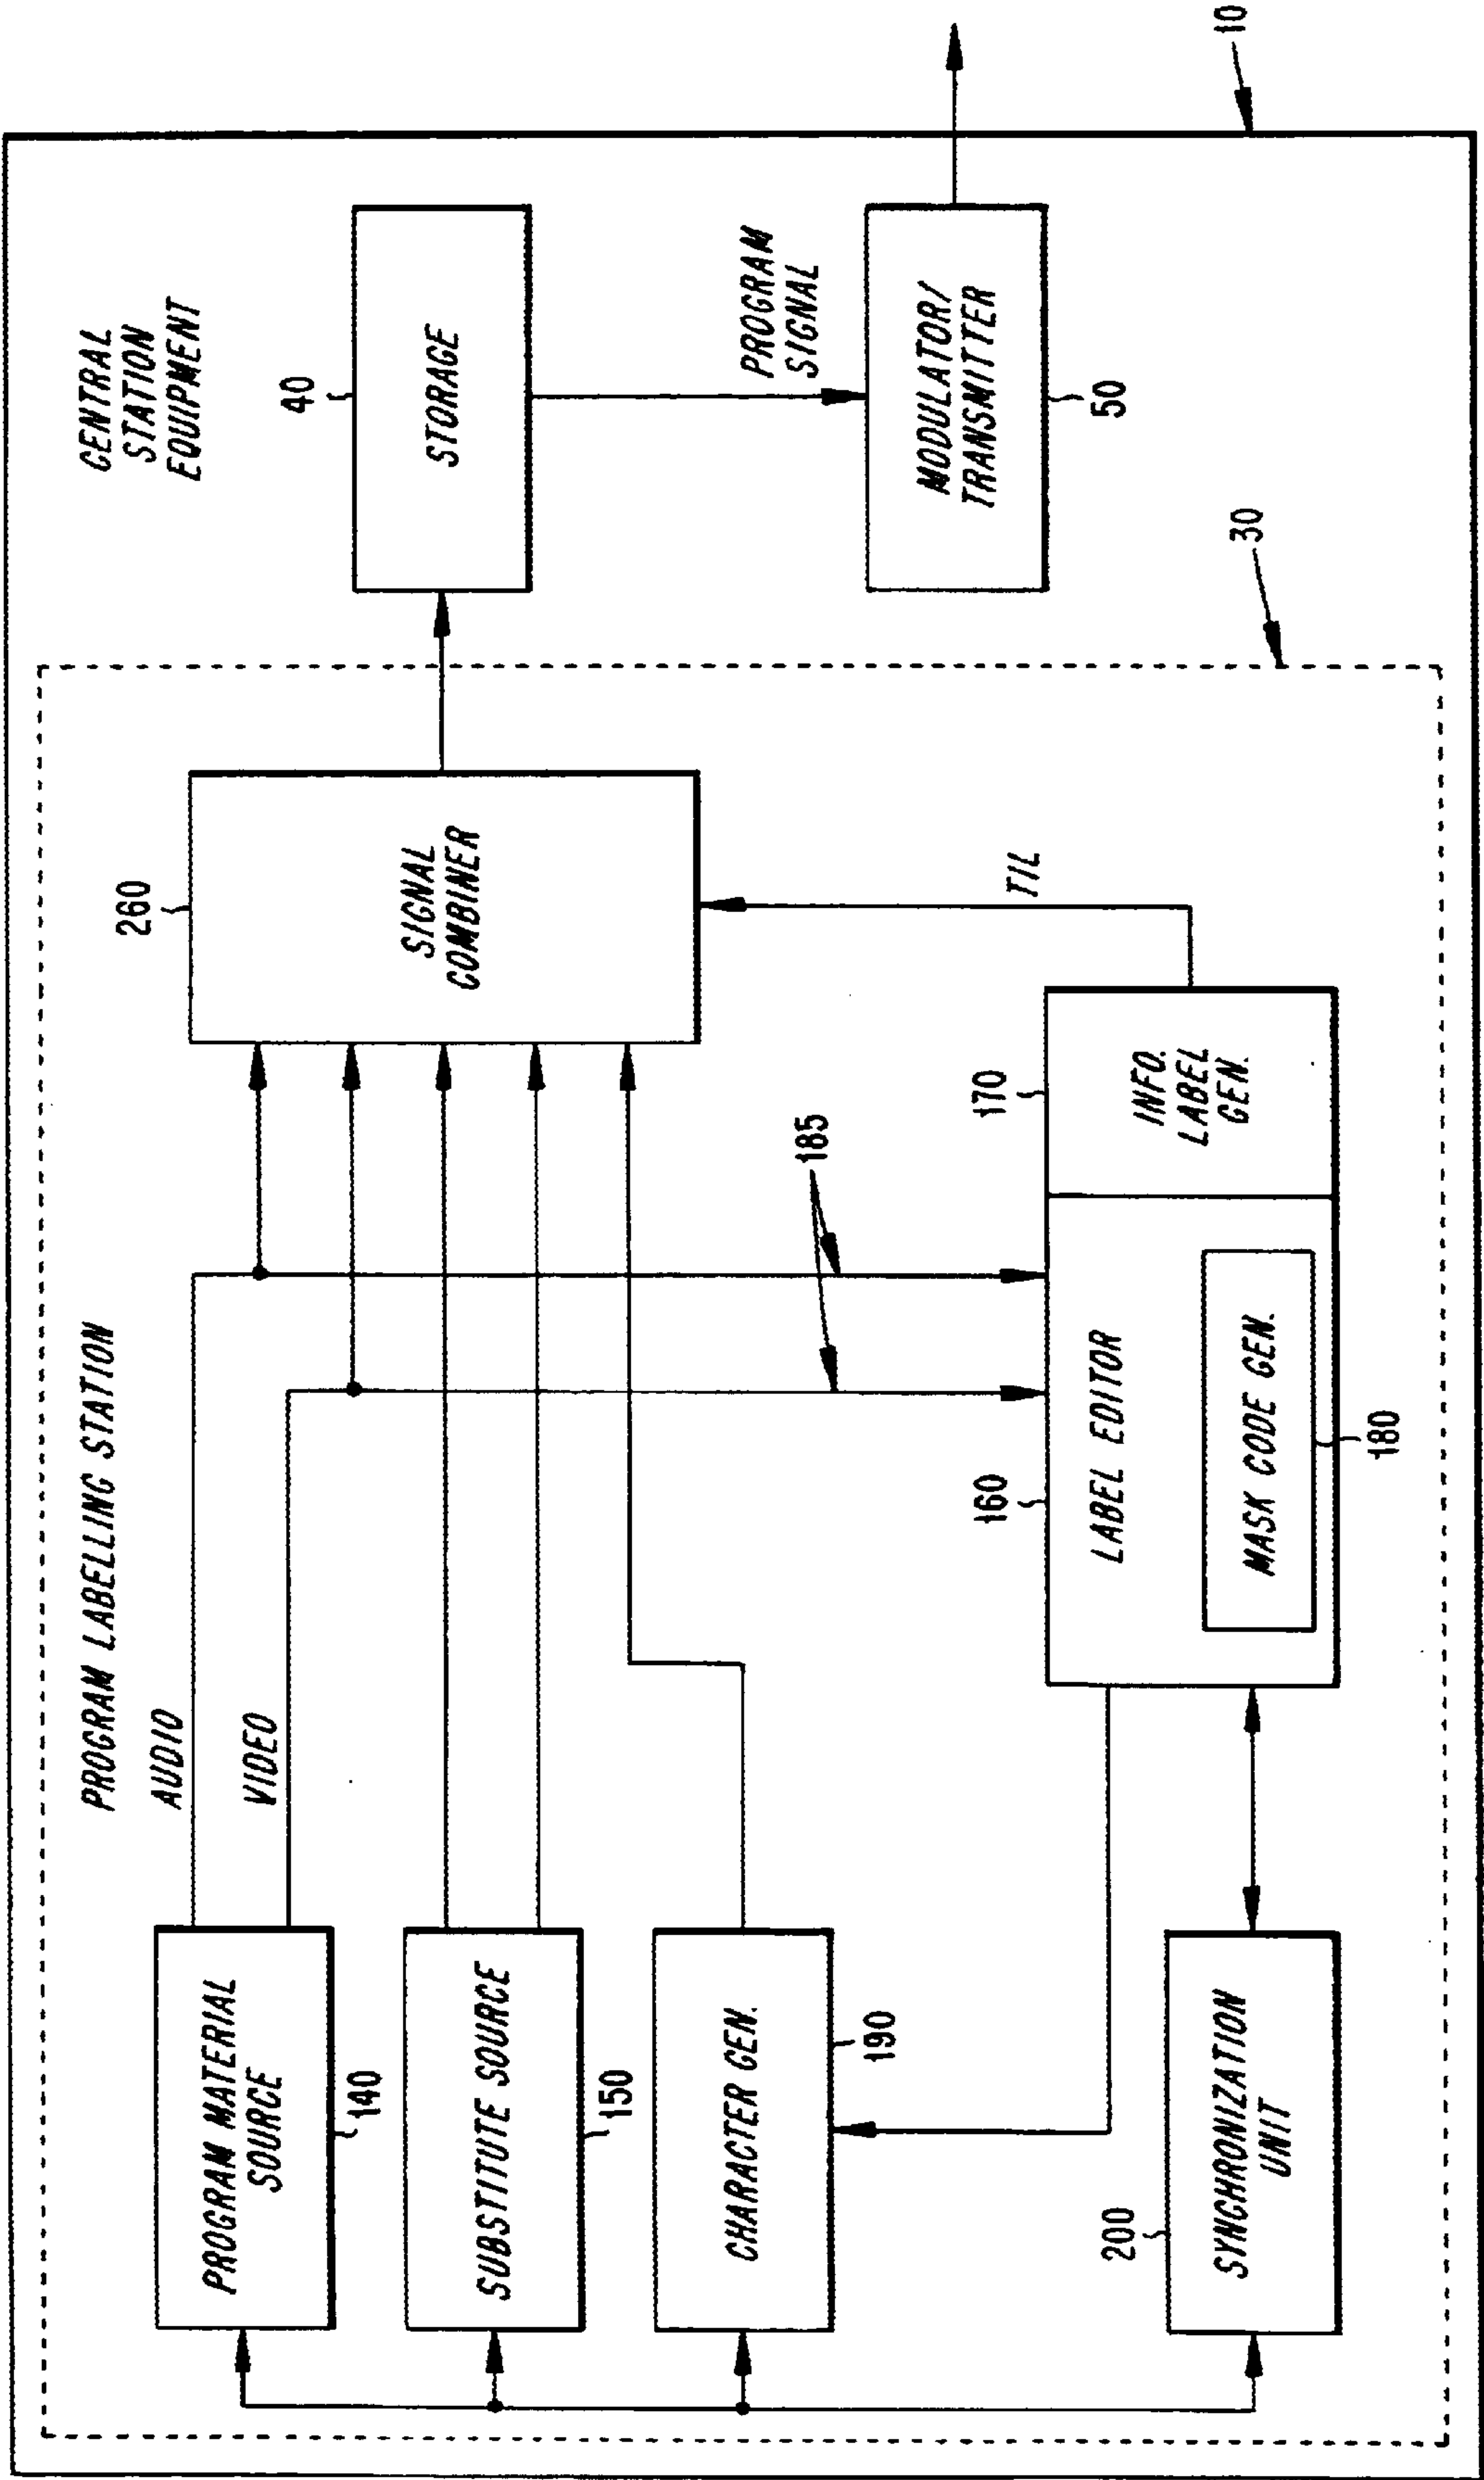 CENTRAL
STATION
EQUIPMENT
PROGRAM LABELLING STATION
AUDIO
VIDEO
PROGRAM MATERIAL
SOURCE
140
SUBSTITUTE SOURCE
150
CHARACTER GEN.
190
200
SYNCHRONIZATION
UNIT
260
SIGNAL
COMBINER
185
160
LABEL EDITOR
MASK CODE GEN.
180
170
INFO.
LABEL
GEN.
TIL
40
STORAGE
PROGRAM
SIGNAL
MODULATOR/
TRANSMITTER
50
30
10